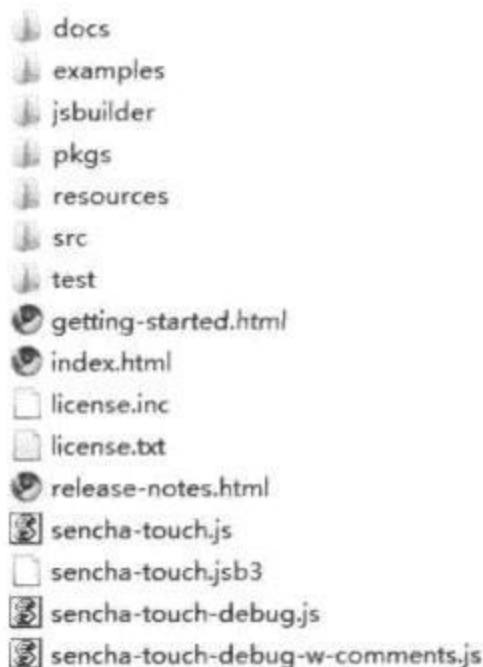 docs
examples
jsbuilder
pkgs
resources
src
test
getting-started.html
index.html
license.inc
license.txt
release-notes.html
sencha-touch.js
sencha-touch.jsb3
sencha-touch-debug.js
sencha-touch-debug-w-comments.js